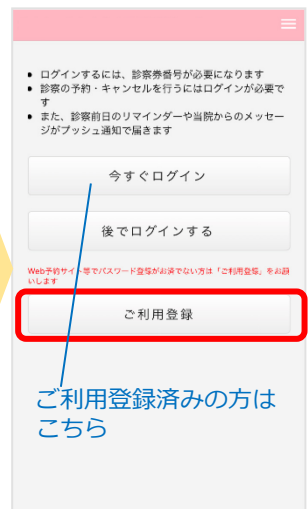 ● ログインするには、診察券番号が必要になります
● 診察の予約・キャンセルを行うにはログインが必要で
す
● また、診察前日のリマインダーや当院からのメッセー
ジがプッシュ通知で届きます
今すぐログイン
後でログインする
Web予約サイト等でパスワード登録がお済でない方は「ご利用登録」をお願
いします
ご利用登録
ご利用登録済みの方は
こちら